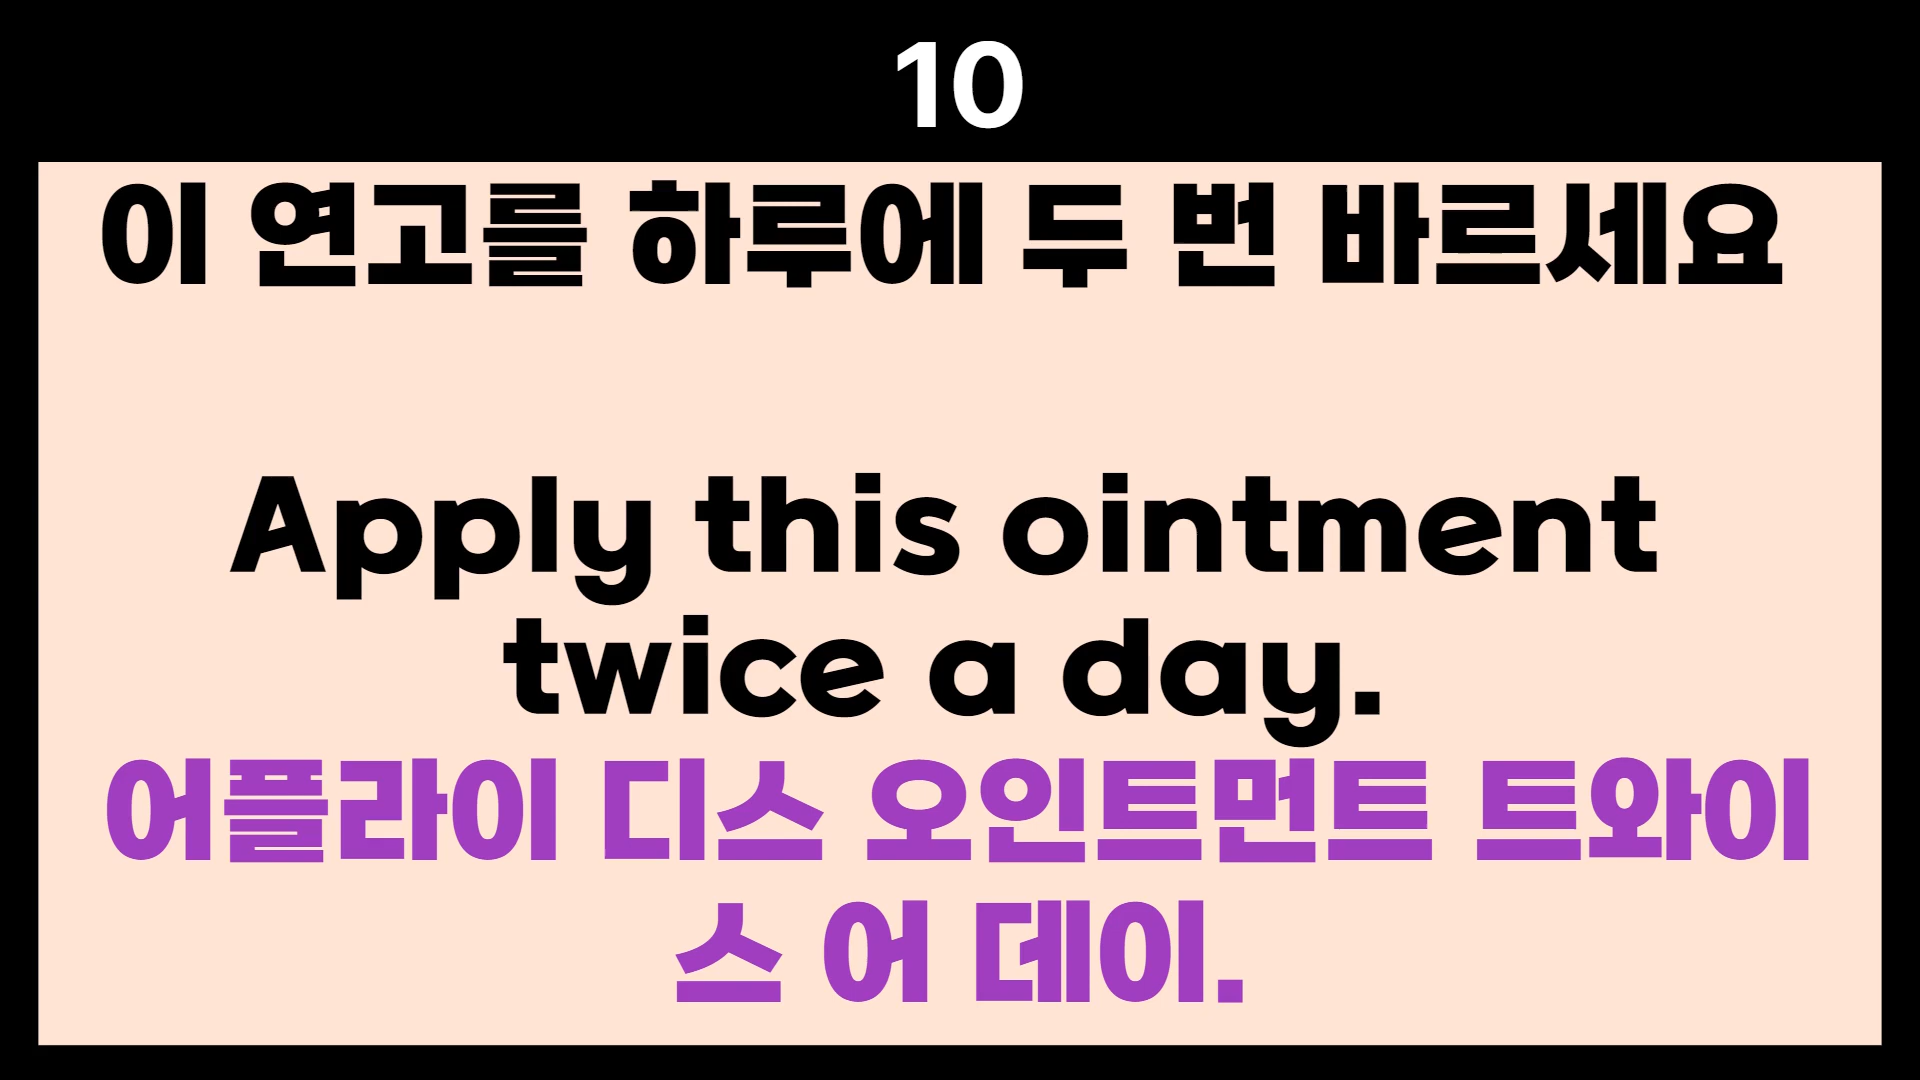 10
이 연고를 하루에 두 번 바르세요
Apply this ointment
twice a day.
어플라이 디스 오인트먼트 트와이
스 어 데이.